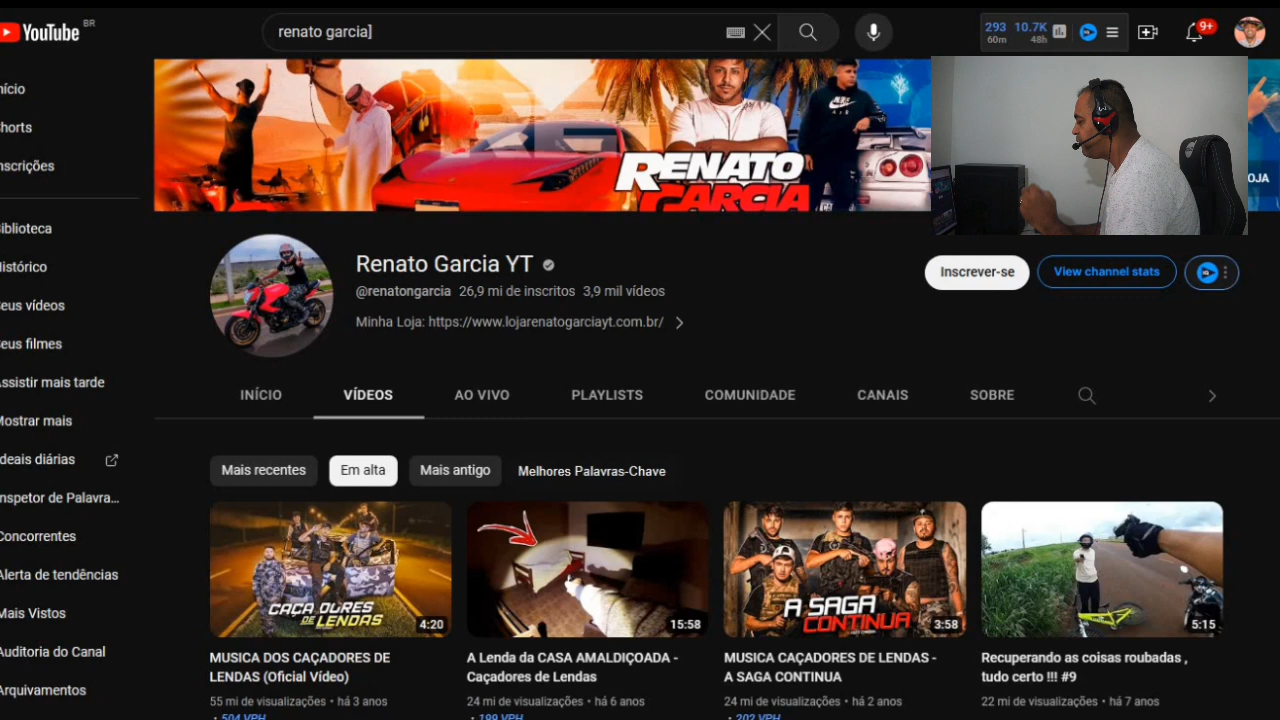 YouTube BR
renato garcia]
293 10.7K
60m 48h
9+
RENATO
GARCIA
OJA
Renato Garcia YT
@renatongarcia 26,9 mi de inscritos 3,9 mil vídeos
Minha Loja: https://www.lojarenatogarciayt.com.br/
Inscrever-se
View channel stats
INÍCIO VÍDEOS AO VIVO PLAYLISTS COMUNIDADE CANAIS SOBRE
nício
horts
nscrições
iblioteca
istórico
eus vídeos
eus filmes
ssistir mais tarde
ostrar mais
deais diárias
nspetor de Palavra...
Concorrentes
Alerta de tendências
Mais Vistos
Auditoria do Canal
Arquivamentos
Mais recentes Em alta Mais antigo Melhores Palavras-Chave
CAÇADORES
DE LENDAS
4:20
MUSICA DOS CAÇADORES DE
LENDAS (Oficial Vídeo)
55 mi de visualizações • há 3 anos
• 504 VPH
15:58
A Lenda da CASA AMALDIÇOADA -
Caçadores de Lendas
24 mi de visualizações • há 6 anos
• 199 VPH
A SAGA
CONTINUA
3:58
MUSICA CAÇADORES DE LENDAS -
A SAGA CONTINUA
24 mi de visualizações • há 2 anos
• 202 VPH
5:15
Recuperando as coisas roubadas ,
tudo certo !!! #9
22 mi de visualizações • há 7 anos